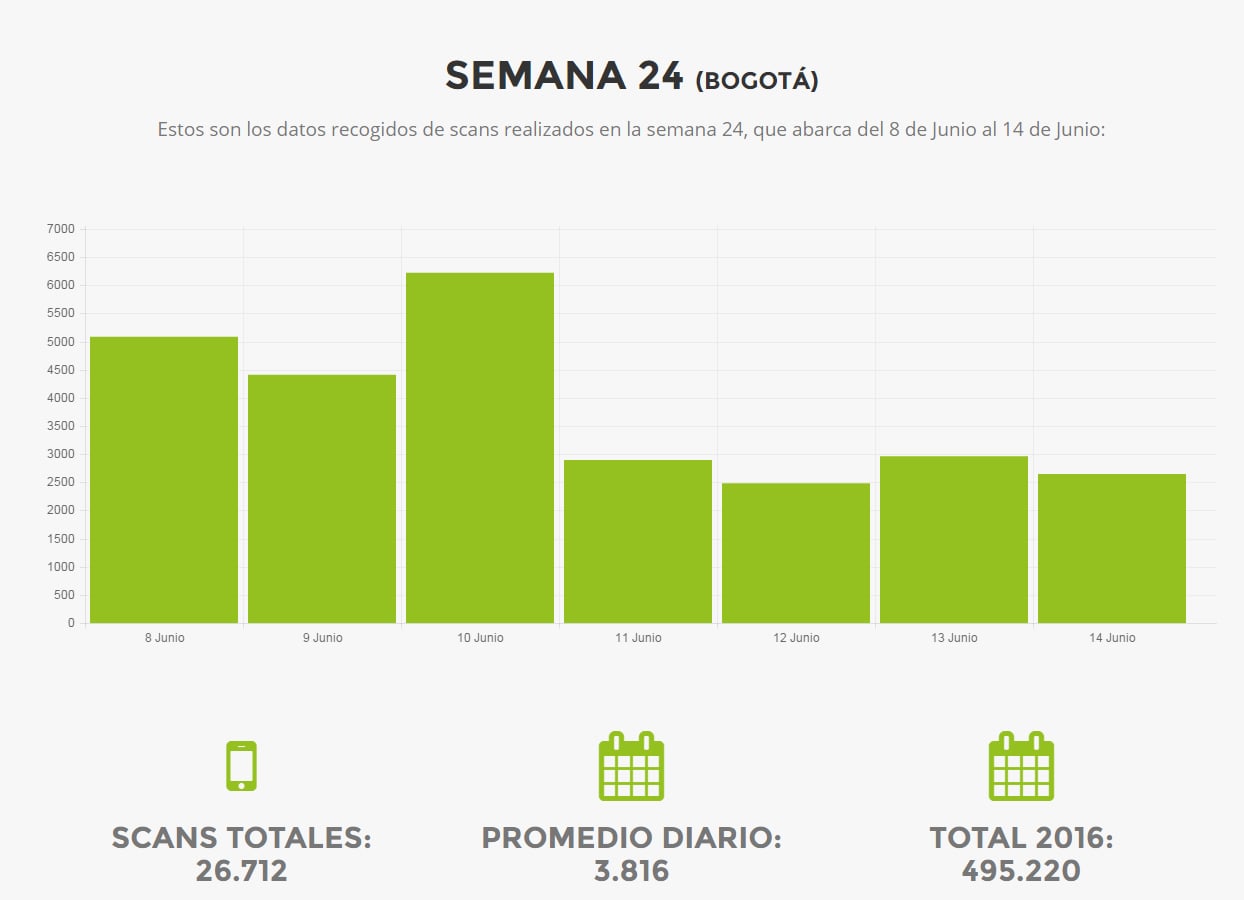 SEMANA 24 (BOGOTÁ)
Estos son los datos recogidos de scans realizados en la semana 24, que abarca del 8 de Junio al 14 de Junio:
7000
6500
6000
5500
5000
4500
4000
3500
3000
2500
2000
1500
1000
500
0
8 Junio
9 Junio
10 Junio
11 Junio
12 Junio
13 Junio
14 Junio
SCANS TOTALES:
26.712
PROMEDIO DIARIO:
3.816
TOTAL 2016:
495.220